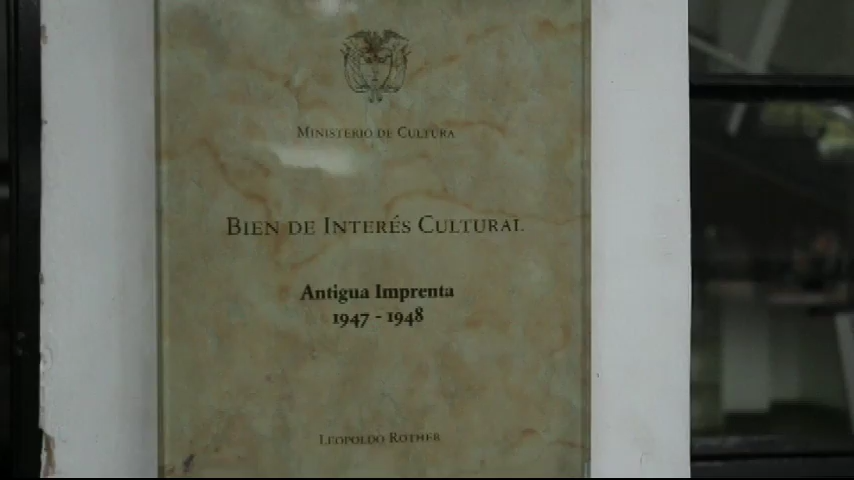 Ministerio de Cultura
Bien de Interés Cultural
Antigua Imprenta
1947 - 1948
Leopoldo Rother